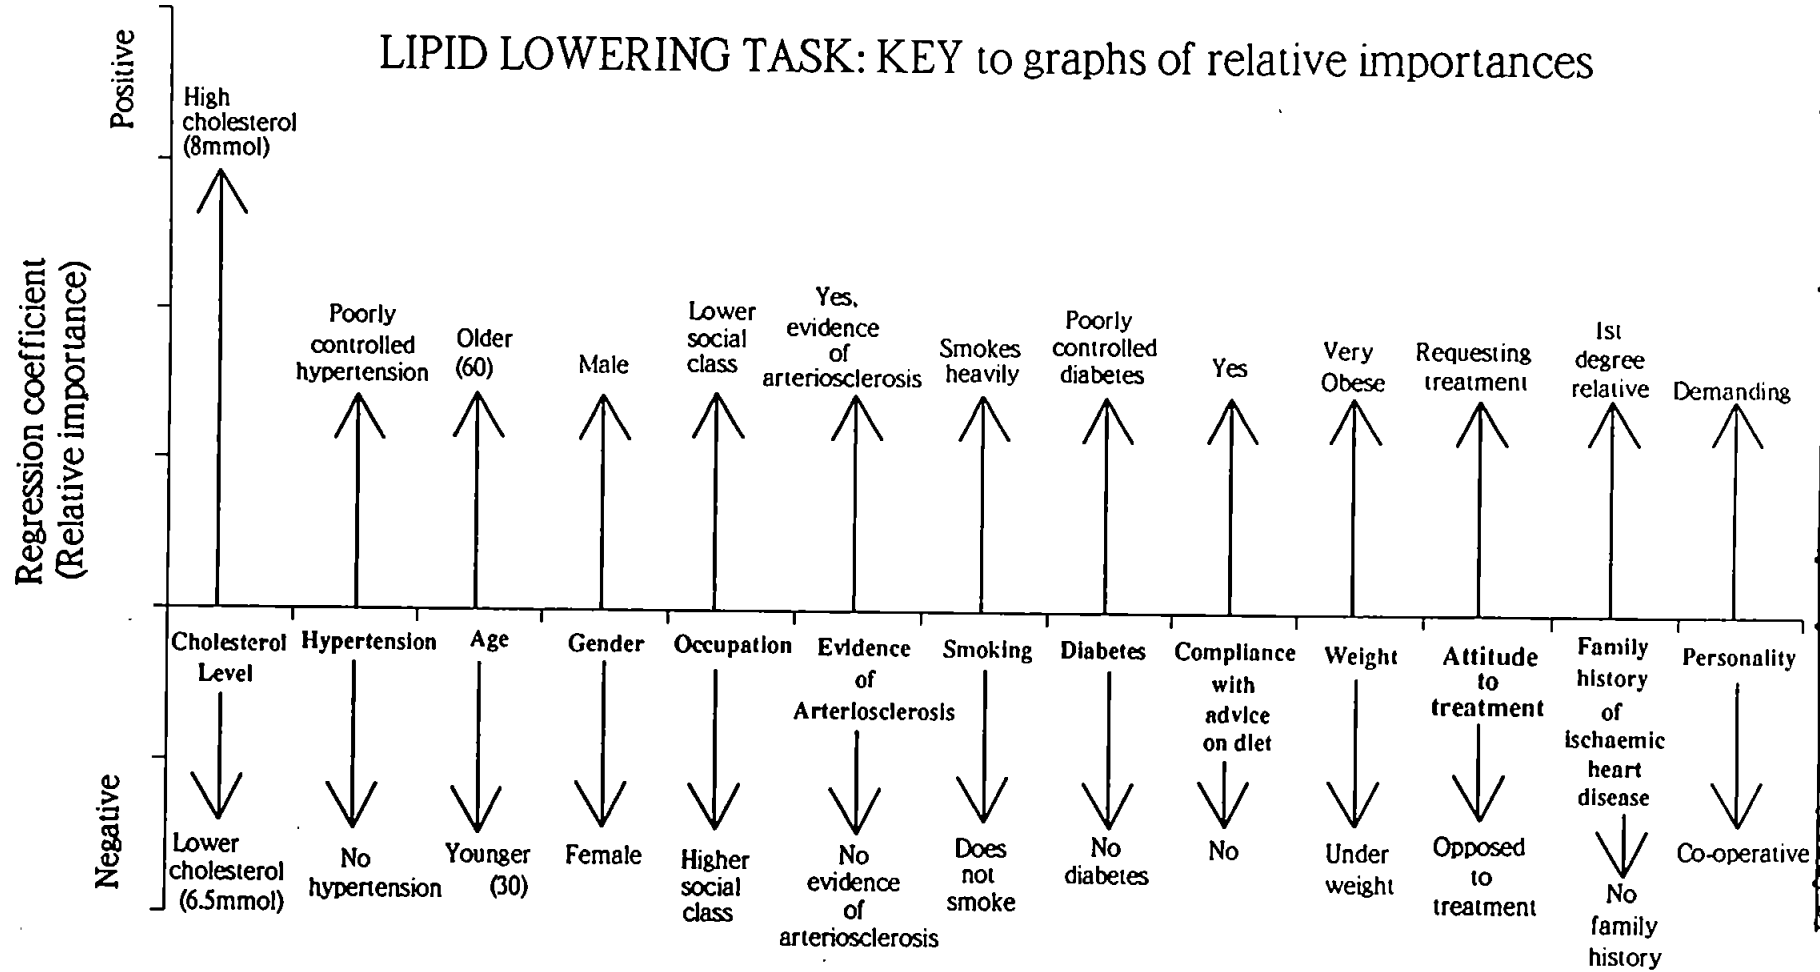 LIPID LOWERING TASK: KEY to graphs of relative importances
Positive
Regression coefficient
(Relative importance)
Negative
High
cholesterol
(8mmol)
Poorly
controlled
hypertension
Older
(60)
Male
Lower
social
class
Yes,
evidence
of
arteriosclerosis
Smokes
heavily
Poorly
controlled
diabetes
Yes
Very
Obese
Requesting
treatment
1st
degree
relative
Demanding
Cholesterol
Level
Hypertension
Age
Gender
Occupation
Evidence
of
Arteriosclerosis
Smoking
Diabetes
Compliance
with
advice
on diet
Weight
Attitude
to
treatment
Family
history
of
ischaemic
heart
disease
Personality
Lower
cholesterol
(6.5mmol)
No
hypertension
Younger
(30)
Female
Higher
social
class
No
evidence
of
arteriosclerosis
Does
not
smoke
No
diabetes
No
Under
weight
Opposed
to
treatment
No
family
history
Co-operative